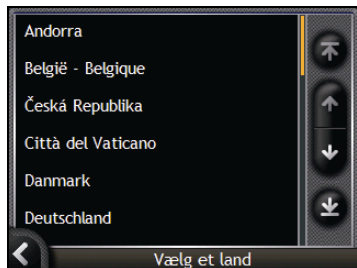 Andorra
België - Belgique
Česká Republika
Città del Vaticano
Danmark
Deutschland
Vælg et land